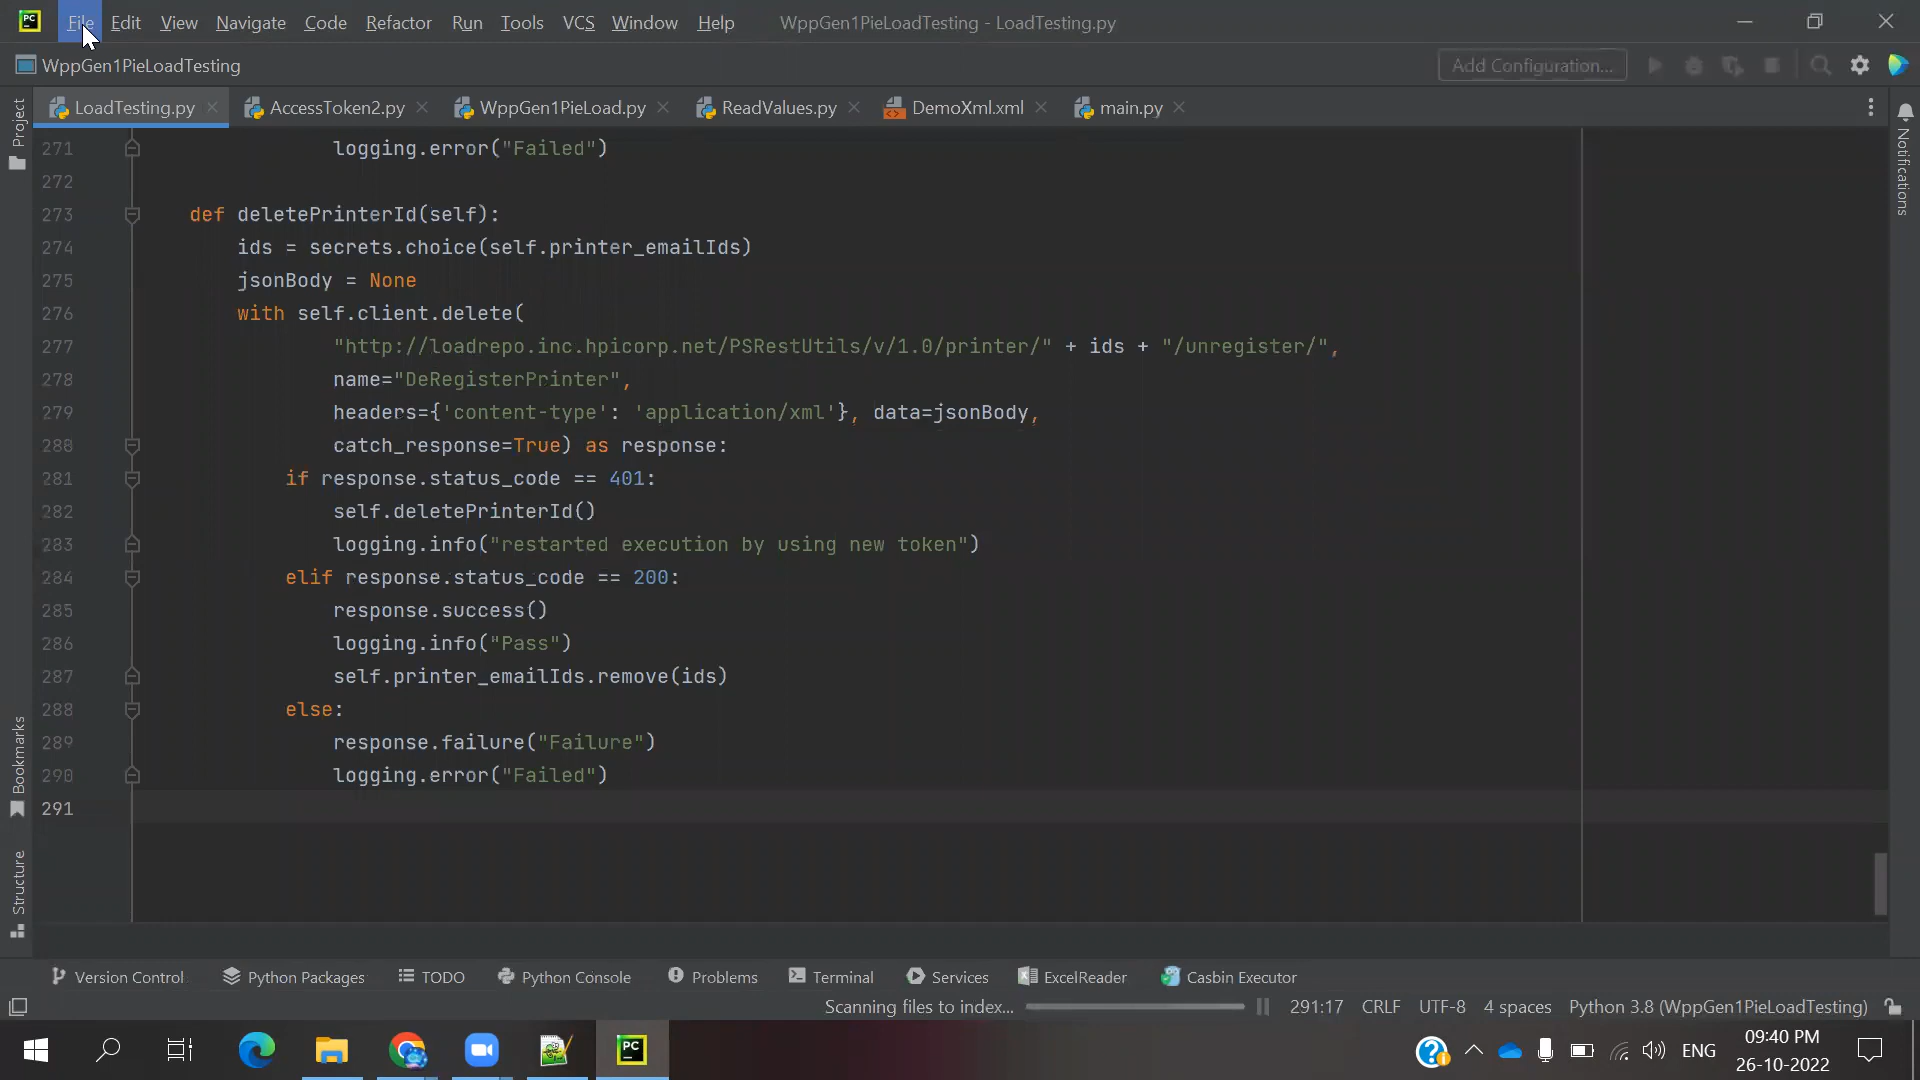 PC File Edit View Navigate Code Refactor Run Tools VCS Window Help WppGen1PieLoadTesting - LoadTesting.py
WppGen1PieLoadTesting Add Configuration...
LoadTesting.py AccessToken2.py WppGen1PieLoad.py ReadValues.py DemoXml.xml main.py
Project
Notifications
271 logging.error("Failed")
272
273 def deletePrinterId(self):
274 ids = secrets.choice(self.printer_emailIds)
275 jsonBody = None
276 with self.client.delete(
277 "http://loadrepo.inc.hpicorp.net/PSRestUtils/v/1.0/printer/" + ids + "/unregister/",
278 name="DeRegisterPrinter",
279 headers={'content-type': 'application/xml'}, data=jsonBody,
288 catch_response=True) as response:
281 if response.status_code == 401:
282 self.deletePrinterId()
283 logging.info("restarted execution by using new token")
284 elif response.status_code == 200:
285 response.success()
286 logging.info("Pass")
287 self.printer_emailIds.remove(ids)
288 else:
289 response.failure("Failure")
290 logging.error("Failed")
291
Bookmarks
Structure
Version Control Python Packages TODO Python Console Problems Terminal Services ExcelReader Casbin Executor
Scanning files to index... 291:17 CRLF UTF-8 4 spaces Python 3.8 (WppGen1PieLoadTesting)
PC ENG 09:40 PM
26-10-2022